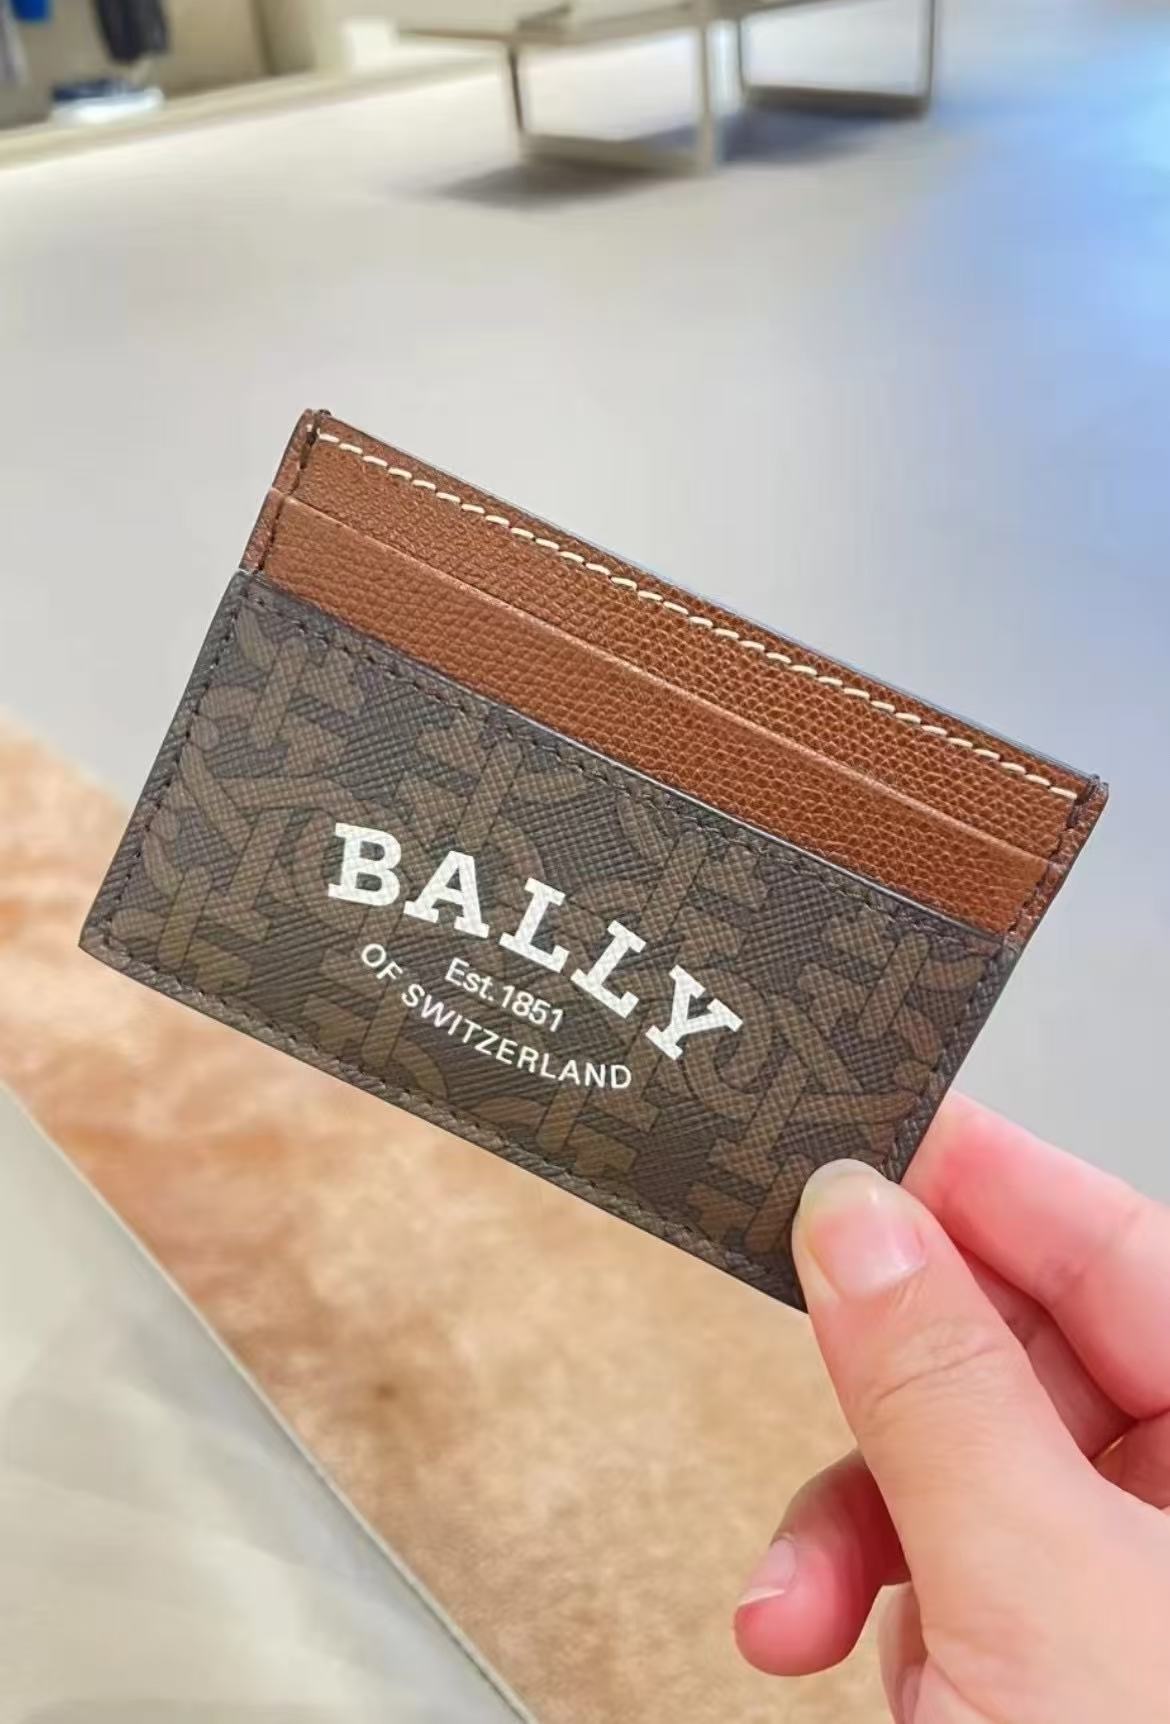 BALLY
Est.1851
OF SWITZERLAND